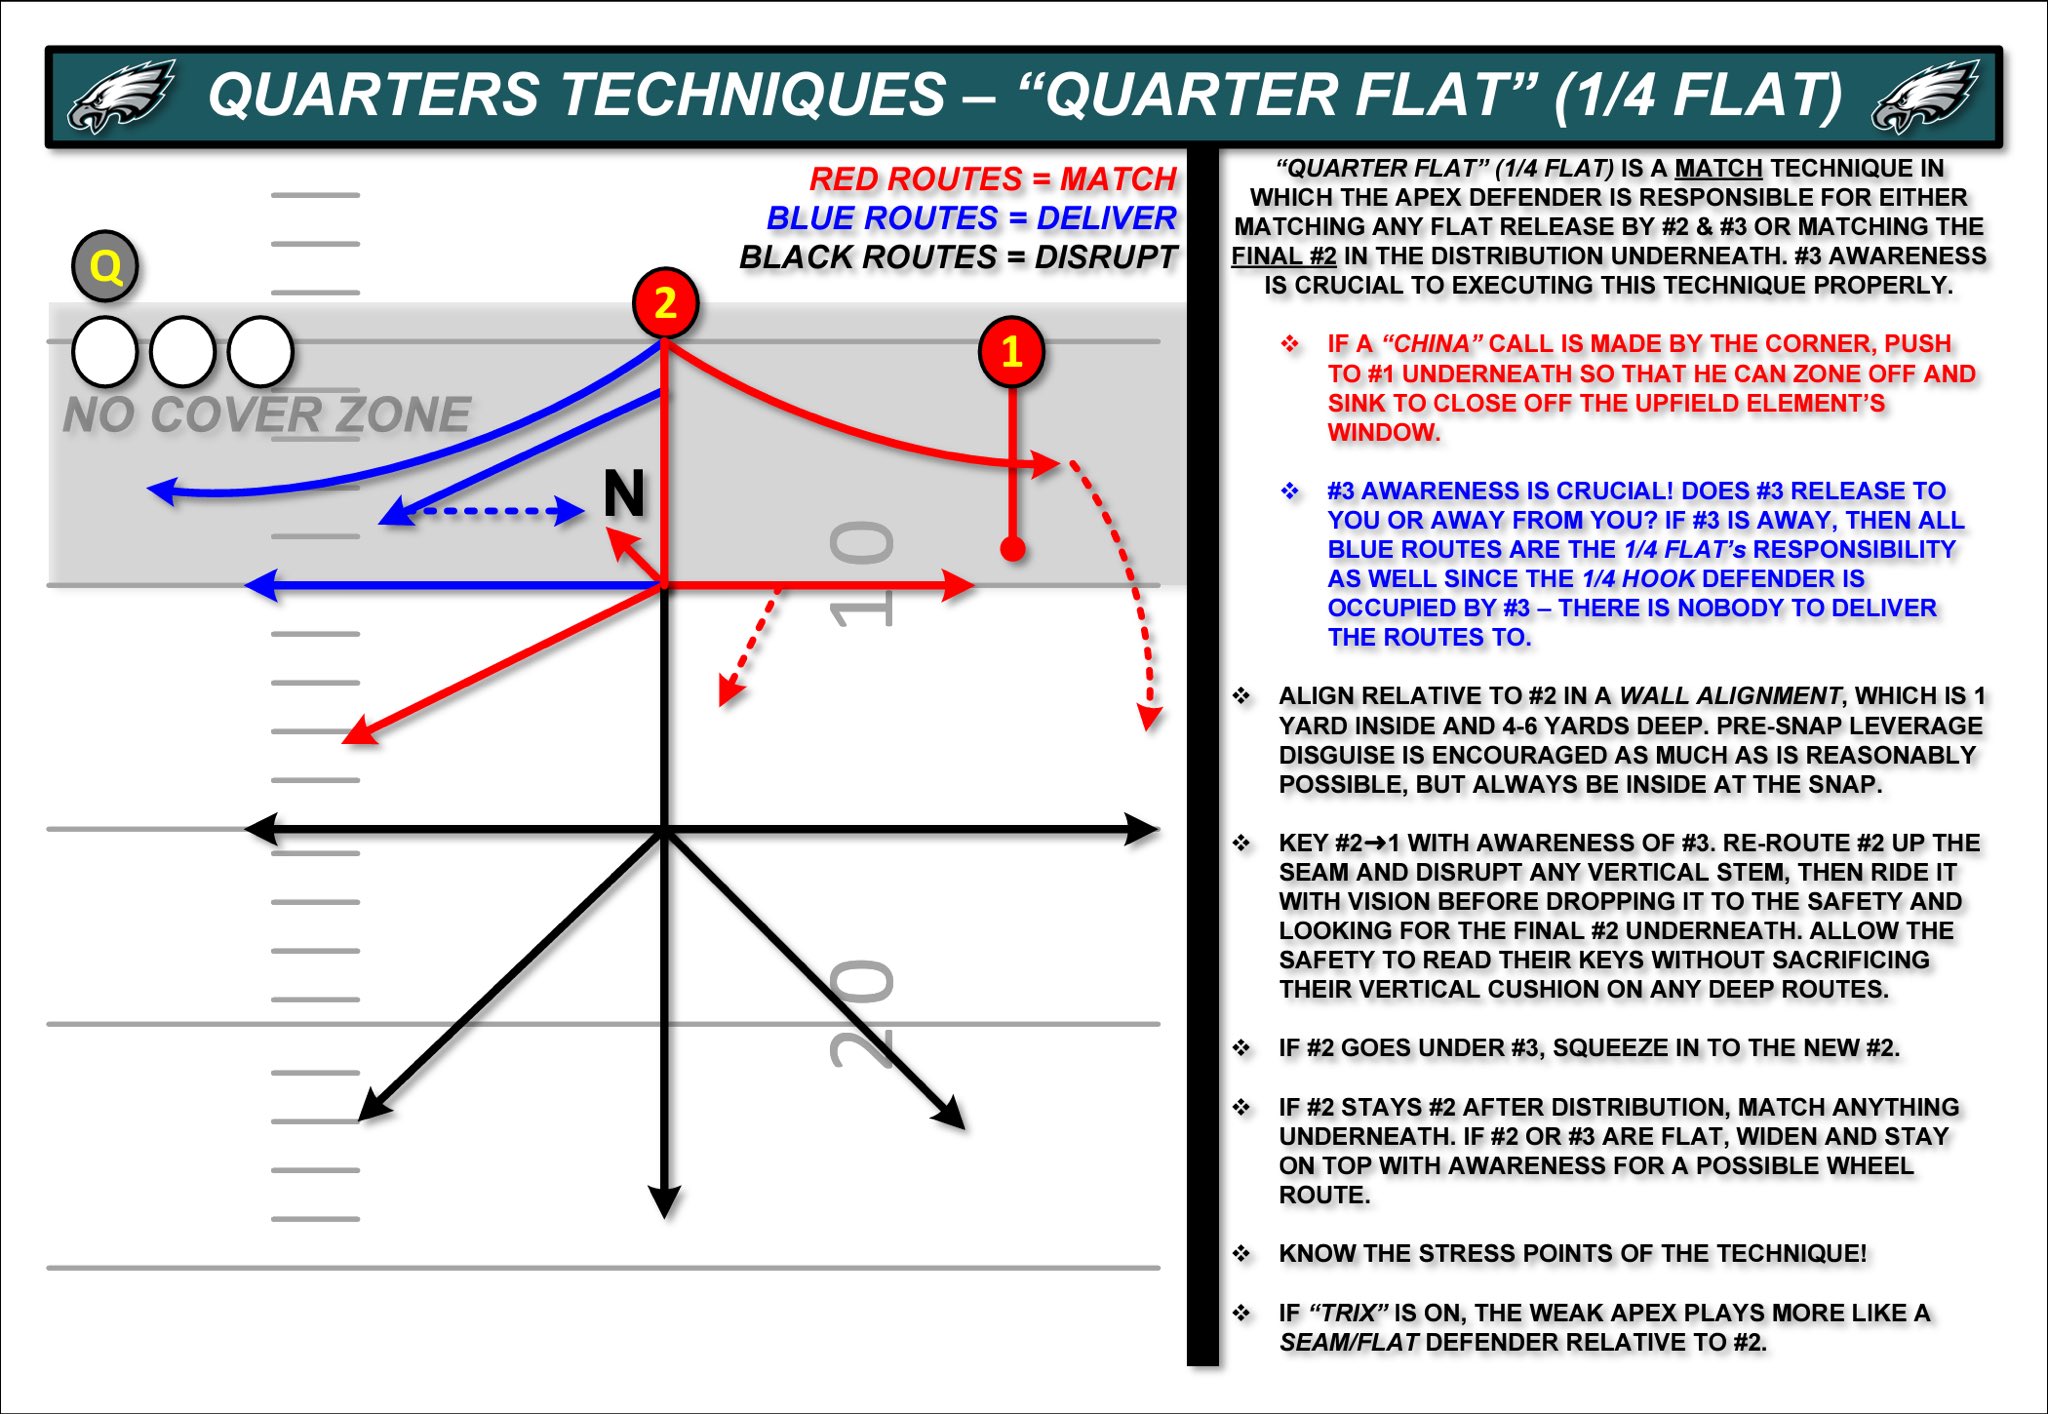 QUARTERS TECHNIQUES – “QUARTER FLAT” (1/4 FLAT)
RED ROUTES = MATCH
BLUE ROUTES = DELIVER
BLACK ROUTES = DISRUPT
Q
2
1
NO COVER ZONE
N
10
20
“QUARTER FLAT” (1/4 FLAT) IS A MATCH TECHNIQUE IN
WHICH THE APEX DEFENDER IS RESPONSIBLE FOR EITHER
MATCHING ANY FLAT RELEASE BY #2 & #3 OR MATCHING THE
FINAL #2 IN THE DISTRIBUTION UNDERNEATH. #3 AWARENESS
IS CRUCIAL TO EXECUTING THIS TECHNIQUE PROPERLY.
❖ IF A “CHINA” CALL IS MADE BY THE CORNER, PUSH
TO #1 UNDERNEATH SO THAT HE CAN ZONE OFF AND
SINK TO CLOSE OFF THE UPFIELD ELEMENT’S
WINDOW.
❖ #3 AWARENESS IS CRUCIAL! DOES #3 RELEASE TO
YOU OR AWAY FROM YOU? IF #3 IS AWAY, THEN ALL
BLUE ROUTES ARE THE 1/4 FLAT’s RESPONSIBILITY
AS WELL SINCE THE 1/4 HOOK DEFENDER IS
OCCUPIED BY #3 – THERE IS NOBODY TO DELIVER
THE ROUTES TO.
❖ ALIGN RELATIVE TO #2 IN A WALL ALIGNMENT, WHICH IS 1
YARD INSIDE AND 4-6 YARDS DEEP. PRE-SNAP LEVERAGE
DISGUISE IS ENCOURAGED AS MUCH AS IS REASONABLY
POSSIBLE, BUT ALWAYS BE INSIDE AT THE SNAP.
❖ KEY #2➔1 WITH AWARENESS OF #3. RE-ROUTE #2 UP THE
SEAM AND DISRUPT ANY VERTICAL STEM, THEN RIDE IT
WITH VISION BEFORE DROPPING IT TO THE SAFETY AND
LOOKING FOR THE FINAL #2 UNDERNEATH. ALLOW THE
SAFETY TO READ THEIR KEYS WITHOUT SACRIFICING
THEIR VERTICAL CUSHION ON ANY DEEP ROUTES.
❖ IF #2 GOES UNDER #3, SQUEEZE IN TO THE NEW #2.
❖ IF #2 STAYS #2 AFTER DISTRIBUTION, MATCH ANYTHING
UNDERNEATH. IF #2 OR #3 ARE FLAT, WIDEN AND STAY
ON TOP WITH AWARENESS FOR A POSSIBLE WHEEL
ROUTE.
❖ KNOW THE STRESS POINTS OF THE TECHNIQUE!
❖ IF “TRIX” IS ON, THE WEAK APEX PLAYS MORE LIKE A
SEAM/FLAT DEFENDER RELATIVE TO #2.